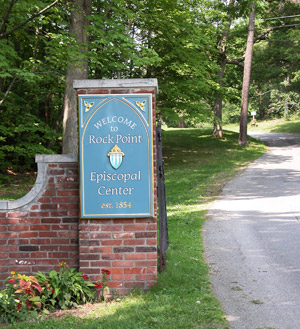 WELCOME
to
Rock Point
Episcopal
Center
est. 1854